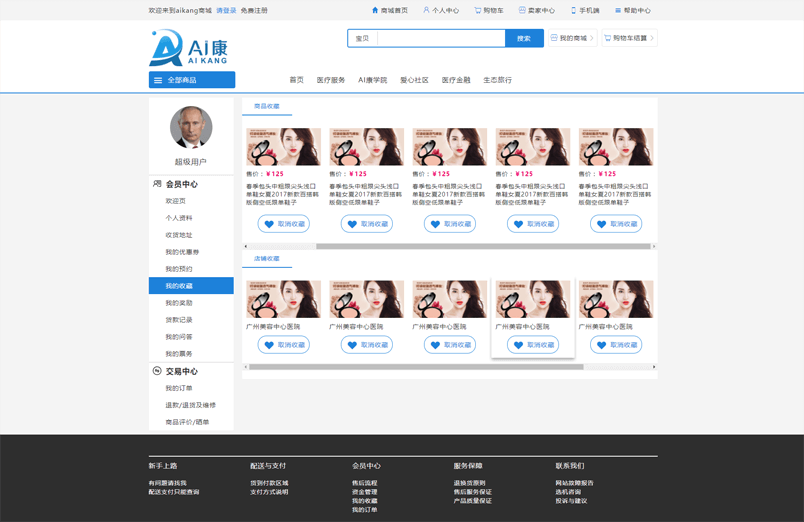 欢迎来到aikang商城 请登录 免费注册
商城首页 个人中心 购物车 卖家中心 手机端 帮助中心
AI康
AI KANG
宝贝 搜索 我的商城 购物车结算
全部商品 首页 医疗服务 AI康学院 爱心社区 医疗金融 生态旅行
超级用户
会员中心
欢迎页
个人资料
收货地址
我的优惠券
我的预约
我的收藏
我的奖励
贷款记录
我的问答
我的票务
交易中心
我的订单
退款/退货及维修
商品评价/晒单
商品收藏
售价：￥125 售价：￥125 售价：￥125 售价：￥125 售价：￥125
春季包头中粗跟尖头浅口 春季包头中粗跟尖头浅口 春季包头中粗跟尖头浅口 春季包头中粗跟尖头浅口 春季包头中粗跟尖头浅口
单鞋女夏2017新款百搭韩 单鞋女夏2017新款百搭韩 单鞋女夏2017新款百搭韩 单鞋女夏2017新款百搭韩 单鞋女夏2017新款百搭韩
版侧空低跟单鞋子 版侧空低跟单鞋子 版侧空低跟单鞋子 版侧空低跟单鞋子 版侧空低跟单鞋子
取消收藏 取消收藏 取消收藏 取消收藏 取消收藏
店铺收藏
广州美容中心医院 广州美容中心医院 广州美容中心医院 广州美容中心医院 广州美容中心医院
取消收藏 取消收藏 取消收藏 取消收藏 取消收藏
新手上路 配送与支付 会员中心 服务保障 联系我们
有问题请找我 货到付款区域 售后流程 退换货原则 网站故障报告
配送支付只能查询 支付方式说明 资金管理 售后服务保证 选机咨询
我的收藏 产品质量保证 投诉与建议
我的订单